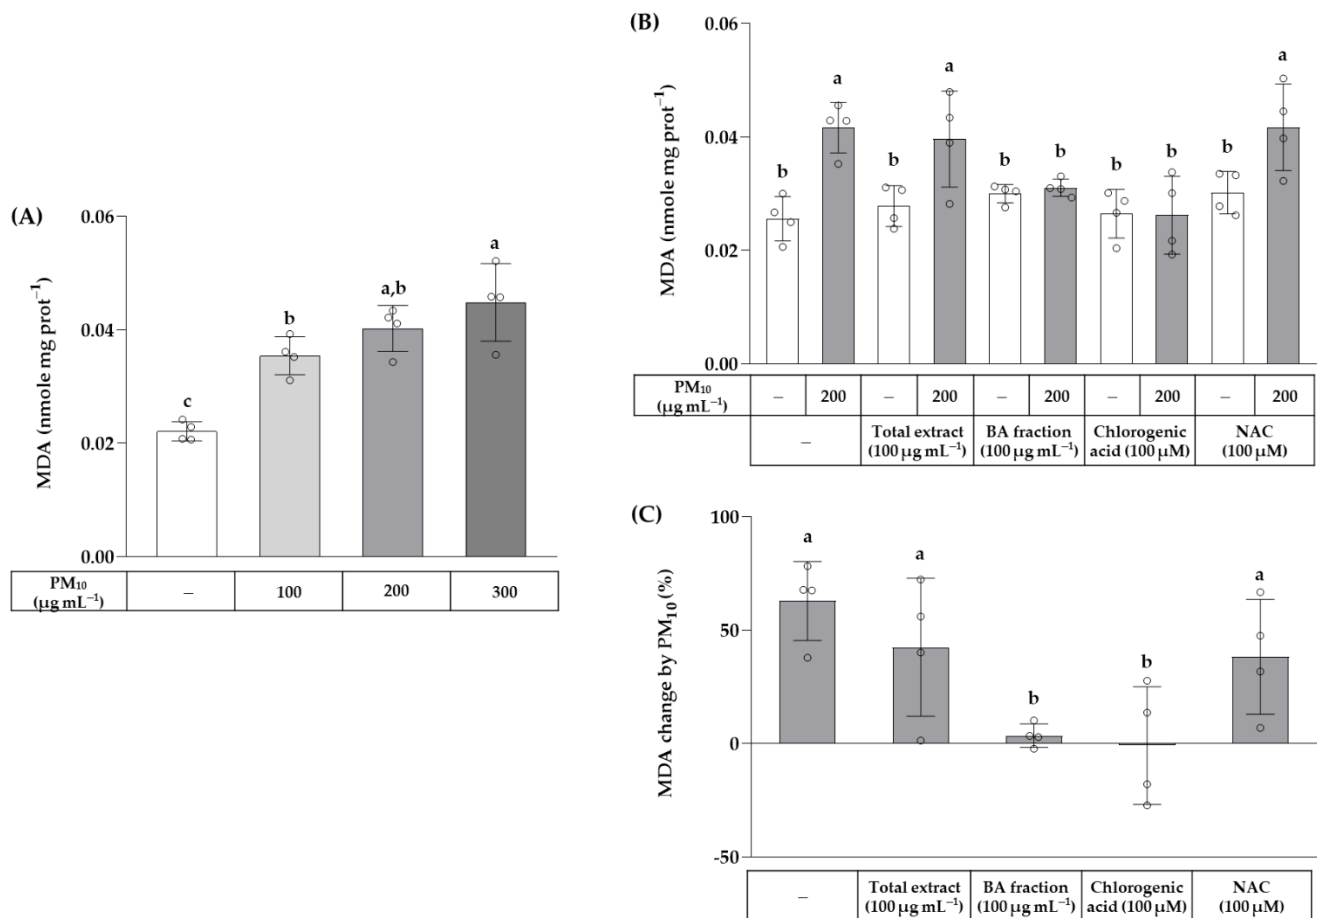 (A)
MDA (nmole mg prot⁻¹)
0.06
0.04
0.02
0.00
c
b
a,b
a
PM₁₀
(μg mL⁻¹)
– 100 200 300
(B)
MDA (nmole mg prot⁻¹)
0.06
0.04
0.02
0.00
b a b a b b b b b a
PM₁₀
(μg mL⁻¹)
– 200 – 200 – 200 – 200 – 200
– Total extract BA fraction Chlorogenic NAC
(100 μg mL⁻¹) (100 μg mL⁻¹) acid (100 μM) (100 μM)
(C)
MDA change by PM₁₀ (%)
100
50
0
-50
a a b b a
– Total extract BA fraction Chlorogenic NAC
(100 μg mL⁻¹) (100 μg mL⁻¹) acid (100 μM) (100 μM)